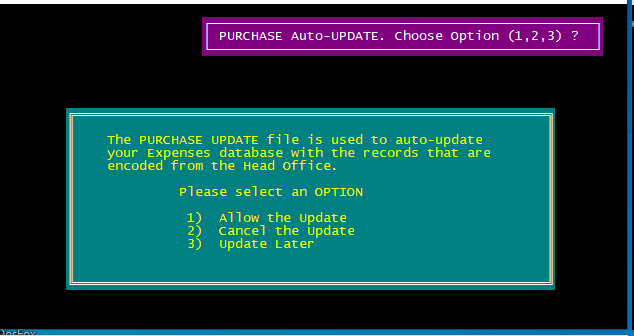 PURCHASE Auto-UPDATE. Choose Option (1,2,3) ?
The PURCHASE UPDATE file is used to auto-update
your Expenses database with the records that are
encoded from the Head Office.
Please select an OPTION
1) Allow the Update
2) Cancel the Update
3) Update Later